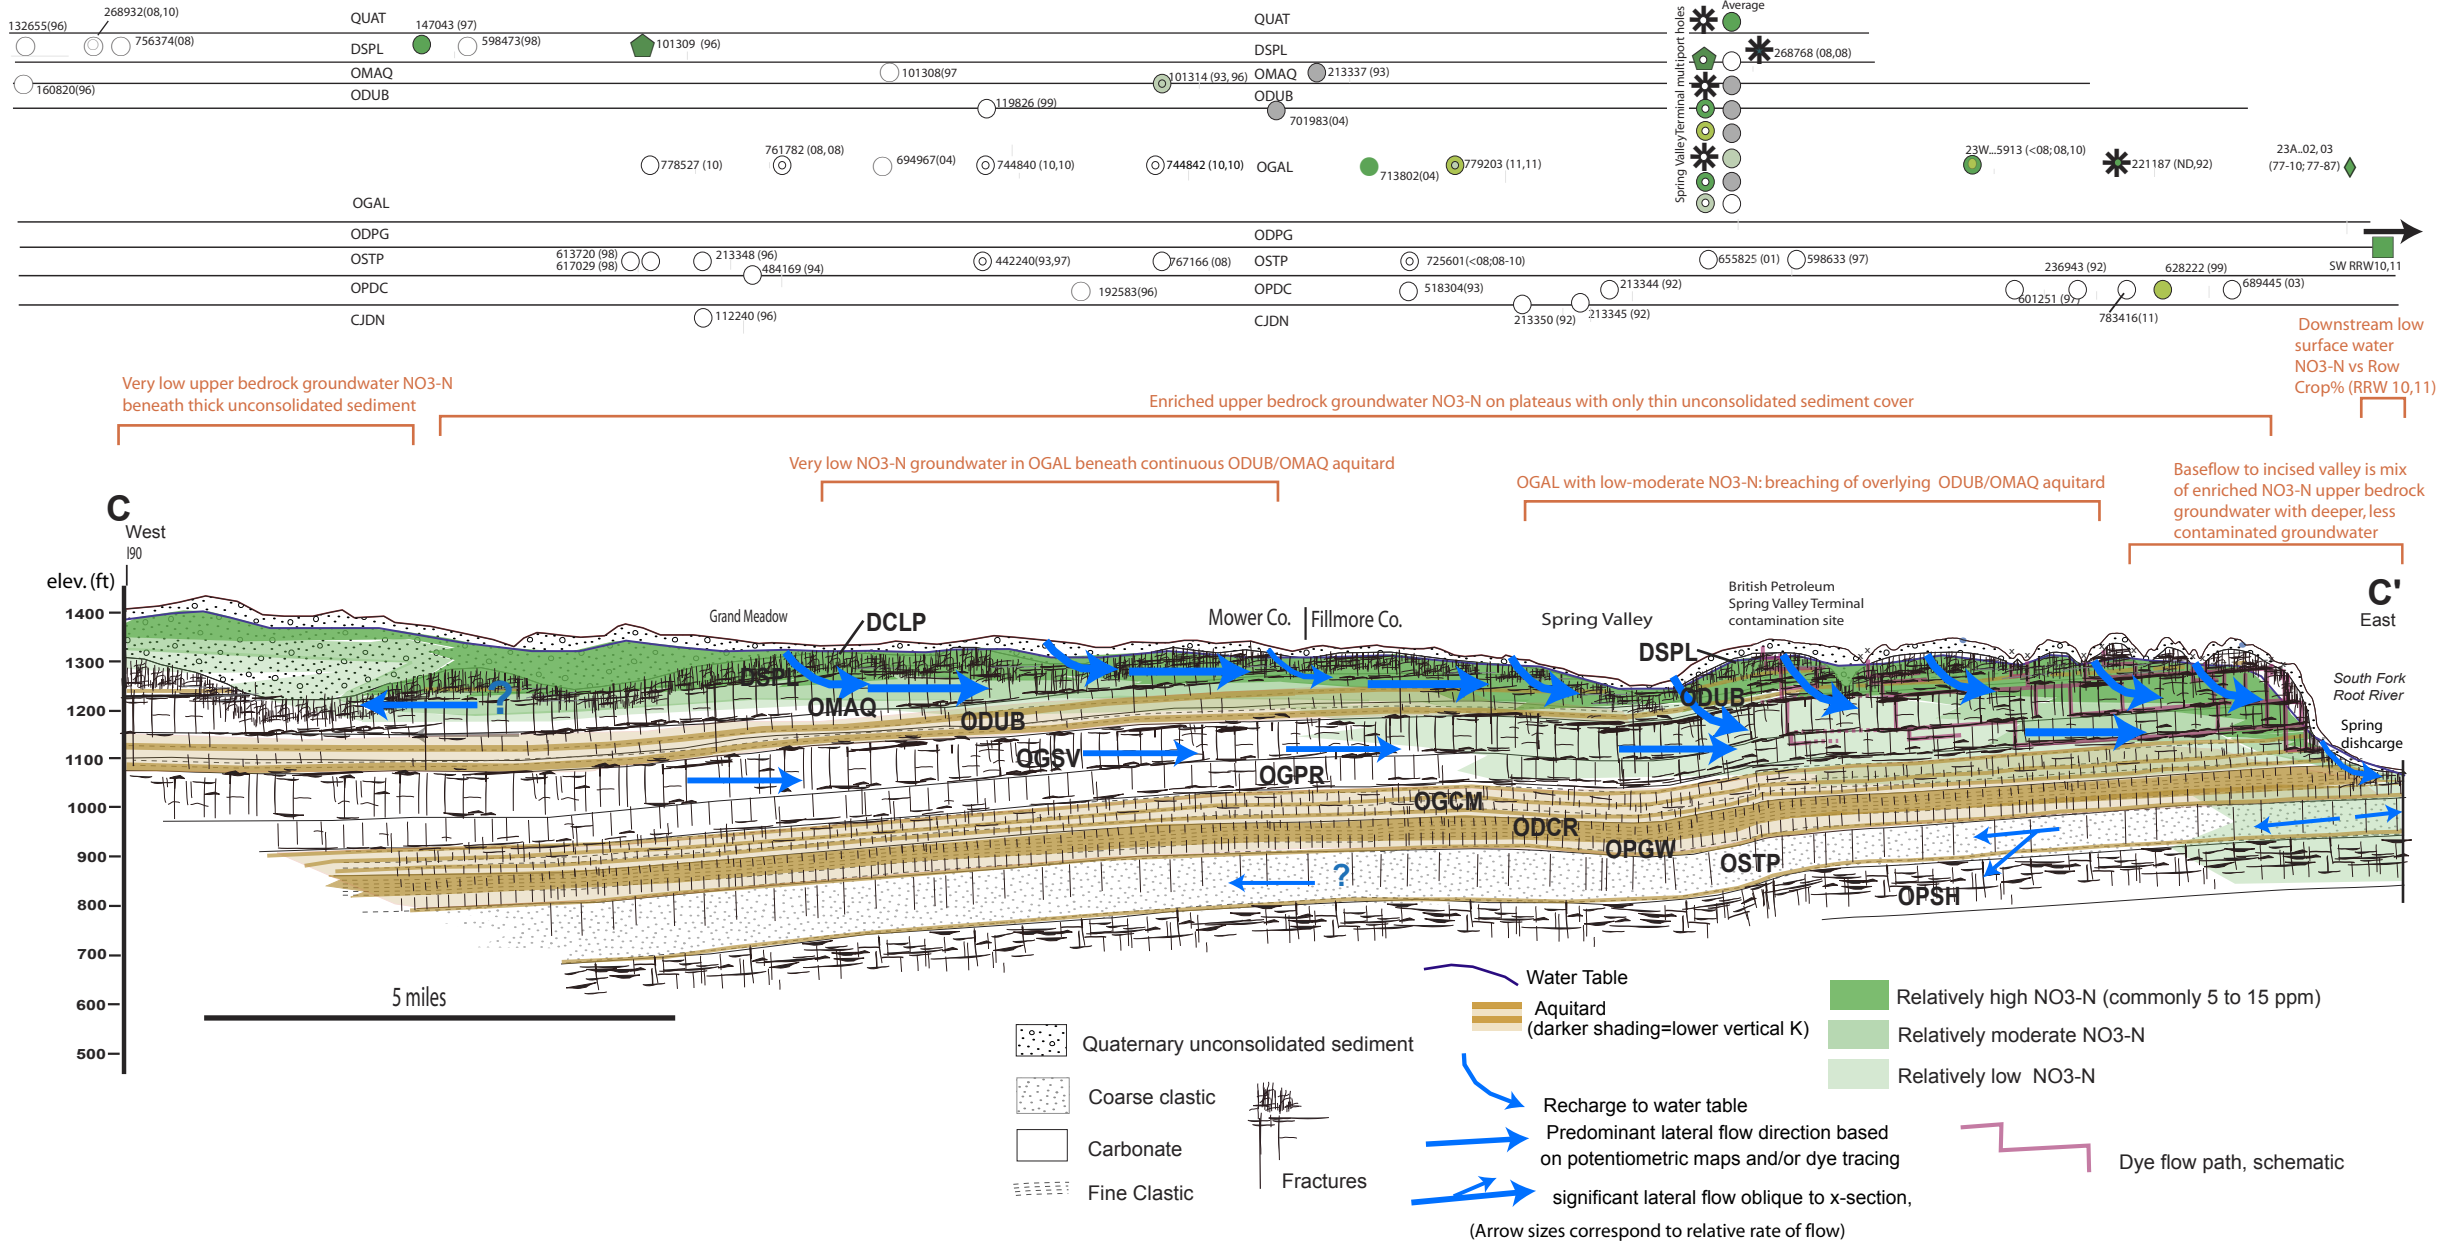 132655(96)
268932(08,10)
756374(08)
QUAT
147043 (97)
598473(98)
101309 (96)
QUAT
Average
268768 (08,08)
DSPL
DSPL
160820(96)
OMAQ
101308(97
101314 (93,96)
OMAQ
213337 (93)
ODUB
119826 (99)
ODUB
701983(04)
Spring Valley Terminal multiport holes
778527 (10)
761782 (08,08)
694967(04)
744840 (10,10)
744842 (10,10)
OGAL
713802(04)
779203 (11,11)
23W...5913 (<08;08,10)
221187 (ND,92)
23A..02, 03
(77-10; 77-87)
OGAL
ODPG
ODPG
613720 (98)
617029 (98)
OSTP
213348 (96)
484169 (94)
442240(93,97)
767166 (08)
OSTP
725601(<08;08-10)
655825 (01)
598633 (97)
SW RRW10,11
OPDC
192583(96)
OPDC
518304(93)
213344 (92)
236943 (92)
628222 (99)
689445 (03)
601251 (97)
CJDN
112240 (96)
CJDN
213350 (92)
213345 (92)
783416(11)
Downstream low
surface water
NO3-N vs Row
Crop% (RRW 10,11)
Very low upper bedrock groundwater NO3-N
beneath thick unconsolidated sediment
Enriched upper bedrock groundwater NO3-N on plateaus with only thin unconsolidated sediment cover
Very low NO3-N groundwater in OGAL beneath continuous ODUB/OMAQ aquitard
OGAL with low-moderate NO3-N: breaching of overlying ODUB/OMAQ aquitard
Baseflow to incised valley is mix
of enriched NO3-N upper bedrock
groundwater with deeper, less
contaminated groundwater
C
West
I90
elev. (ft)
C'
East
1400
1300
1200
1100
1000
900
800
700
600
500
Grand Meadow
DCLP
Mower Co.
Fillmore Co.
Spring Valley
British Petroleum
Spring Valley Terminal
contamination site
DSPL
DSPL
?
OMAQ
ODUB
ODUB
OGSV
OGPR
OGCM
ODCR
OPGW
OSTP
OPSH
?
South Fork
Root River
Spring
dishcarge
5 miles
Quaternary unconsolidated sediment
Coarse clastic
Carbonate
Fine Clastic
Fractures
Water Table
Aquitard
(darker shading=lower vertical K)
Recharge to water table
Predominant lateral flow direction based
on potentiometric maps and/or dye tracing
significant lateral flow oblique to x-section,
(Arrow sizes correspond to relative rate of flow)
Relatively high NO3-N (commonly 5 to 15 ppm)
Relatively moderate NO3-N
Relatively low NO3-N
Dye flow path, schematic